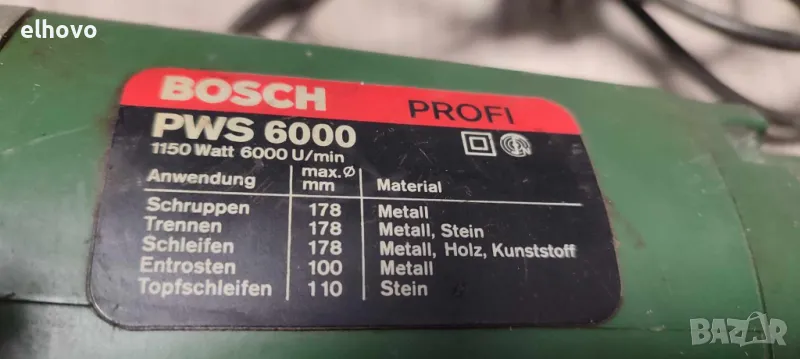 elhovo
BOSCH PROFI
PWS 6000
1150 Watt 6000 U/min
Anwendung max. Ø mm Material
Schruppen 178 Metall
Trennen 178 Metall, Stein
Schleifen 178 Metall, Holz, Kunststoff
Entrosten 100 Metall
Topfschleifen 110 Stein
BAZAR